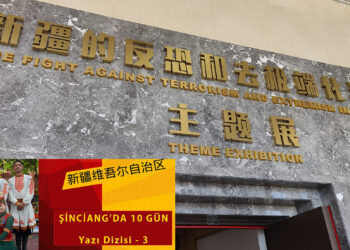 新疆的反恐和去极端化
FIGHT AGAINST TERRORISM AND EXTREMISM IN
主题展
THEME EXHIBITION
新疆维吾尔自治区
ŞİNCİANG'DA 10 GÜN
Yazı Dizisi - 3